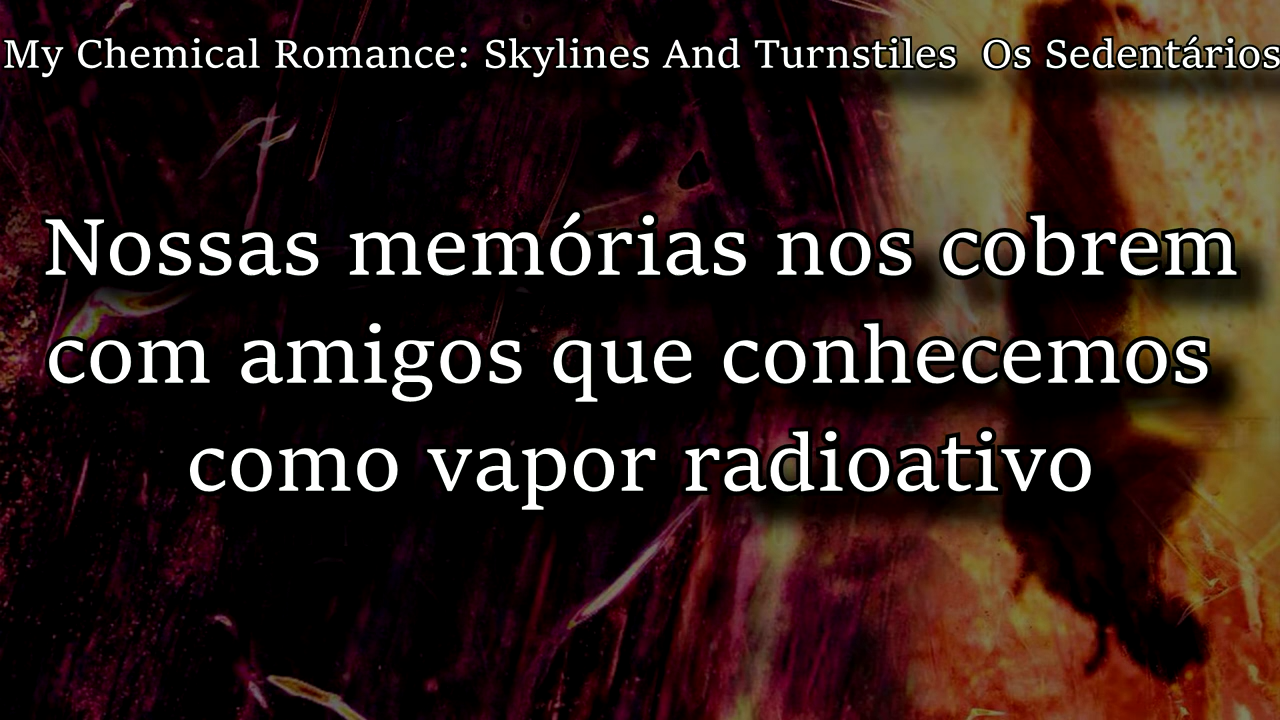 My Chemical Romance: Skylines And Turnstiles  Os Sedentários
Nossas memórias nos cobrem
com amigos que conhecemos
como vapor radioativo